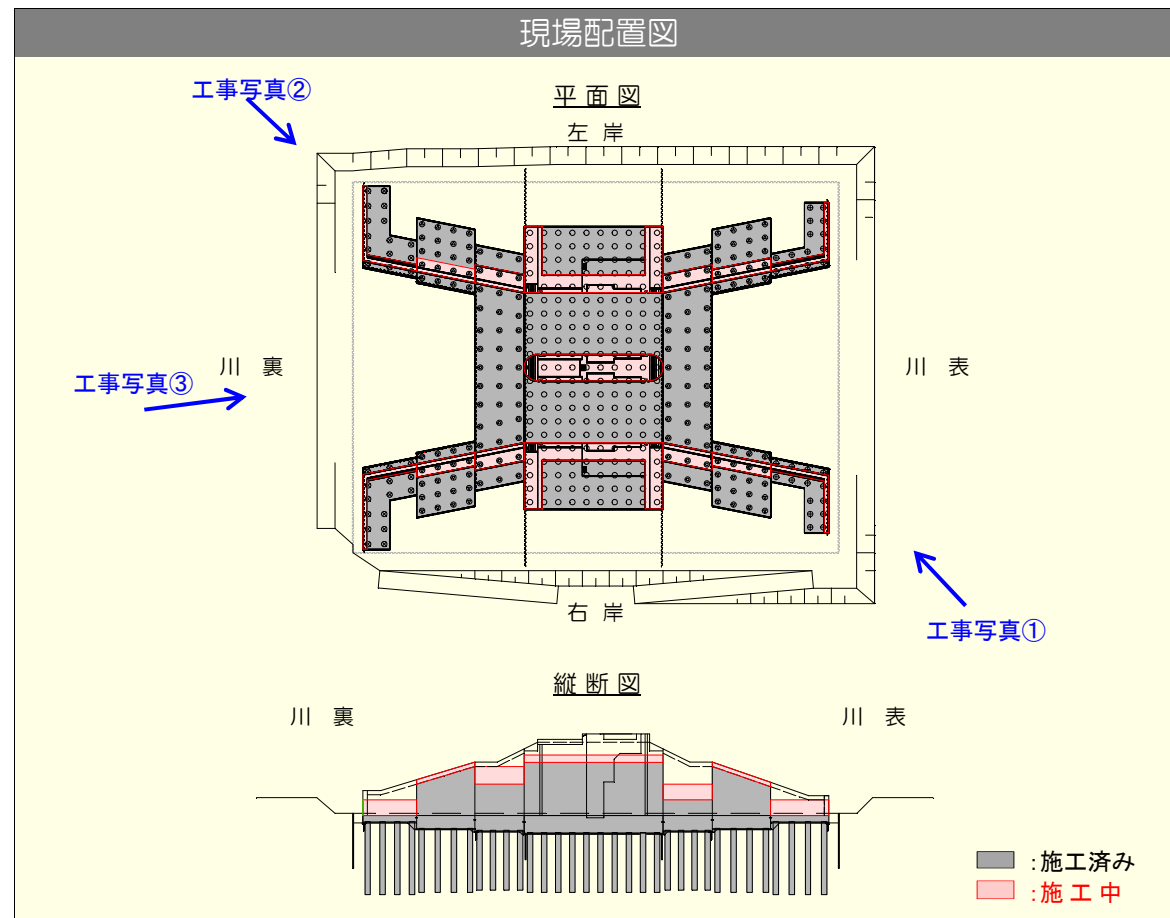 現場配置図
工事写真②
平面図
左岸
川裏
川表
工事写真③
工事写真①
右岸
縦断図
川裏
川表
:施工済み
:施工中